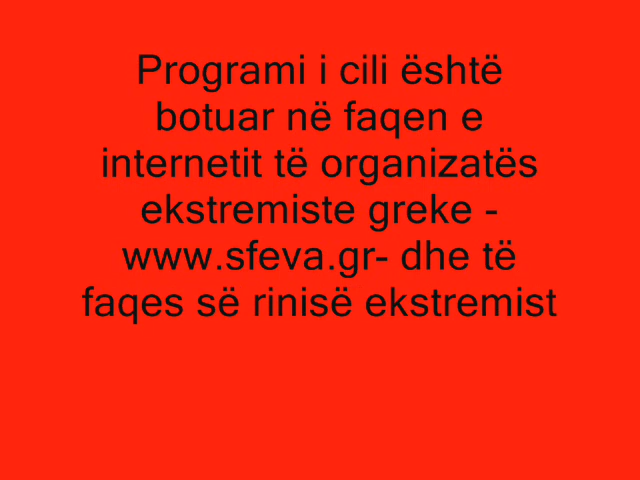 Programi i cili është
botuar në faqen e
internetit të organizatës
ekstremiste greke -
www.sfeva.gr- dhe të
faqes së rinisë ekstremist